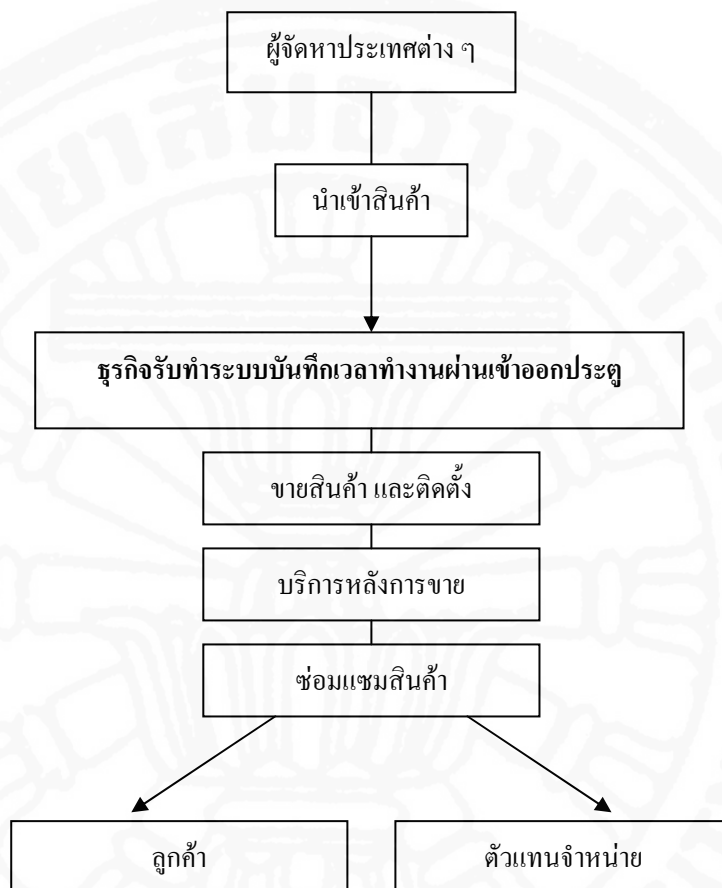 ผู้จัดหาประเทศต่าง ๆ
นำเข้าสินค้า
ธุรกิจรับทำระบบบันทึกเวลาทำงานผ่านเข้าออกประตู
ขายสินค้า และติดตั้ง
บริการหลังการขาย
ซ่อมแซมสินค้า
ลูกค้า
ตัวแทนจำหน่าย